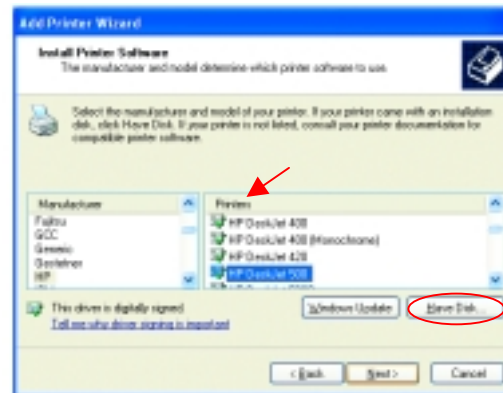 Add Printer Wizard
Install Printer Software
The manufacturer and model determine which printer software to use.
Select the manufacturer and model of your printer. If your printer came with an installation
disk, click Have Disk. If your printer is not listed, consult your printer documentation for
compatible printer software.
Manufacturer
Fujitsu
GCC
Generic
Gestetner
HP
Printers
HP DeskJet 400
HP DeskJet 400 (Monochrome)
HP DeskJet 420
HP DeskJet 500
This driver is digitally signed.
Tell me why driver signing is important
Windows Update
Have Disk...
< Back
Next >
Cancel